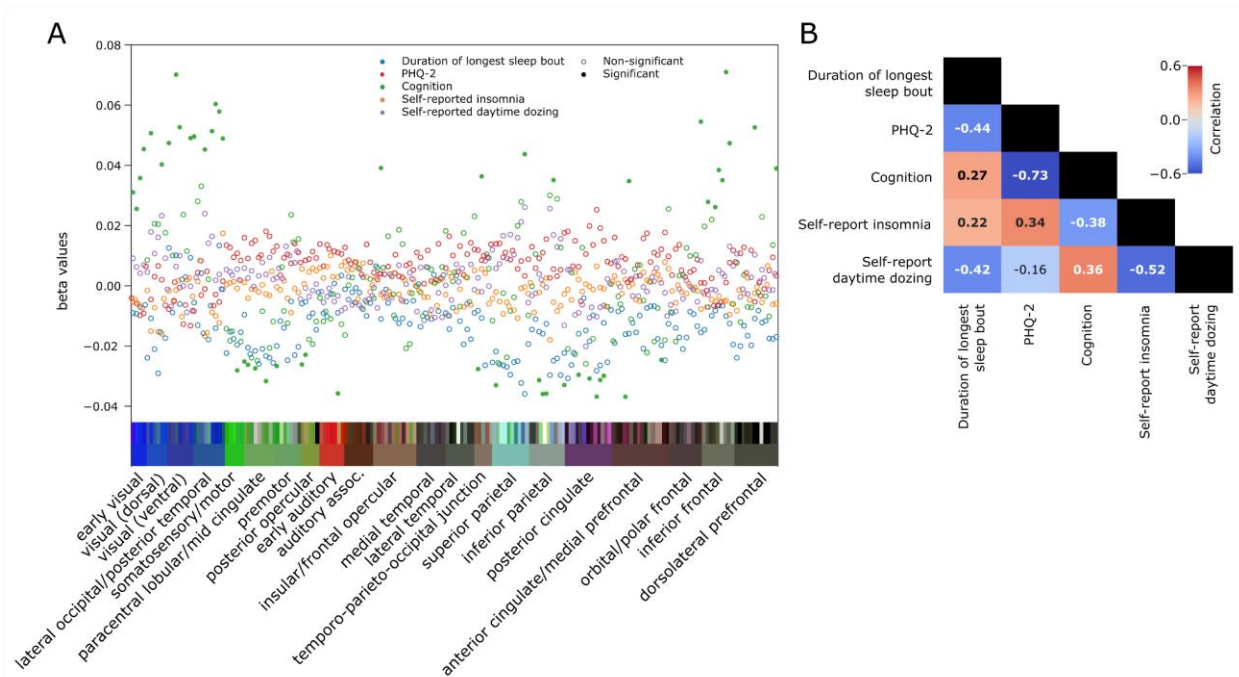 A
0.08
0.06
0.04
0.02
0.00
−0.02
−0.04
beta values
Duration of longest sleep bout
PHQ-2
Cognition
Self-reported insomnia
Self-reported daytime dozing
Non-significant
Significant
early visual
visual (dorsal)
visual (ventral)
lateral occipital/posterior temporal
somatosensory/motor
paracentral lobular/mid cingulate
premotor
posterior opercular
early auditory
auditory assoc.
insular/frontal opercular
medial temporal
lateral temporal
temporo-parieto-occipital junction
superior parietal
inferior parietal
posterior cingulate
anterior cingulate/medial prefrontal
orbital/polar frontal
inferior frontal
dorsolateral prefrontal
B
Duration of longest
sleep bout
PHQ-2
−0.44
Cognition
0.27 −0.73
Self-report insomnia
0.22 0.34 −0.38
Self-report
daytime dozing
−0.42 −0.16 0.36 −0.52
Duration of longest
sleep bout
PHQ-2
Cognition
Self-report insomnia
Self-report
daytime dozing
0.6
0.0
−0.6
Correlation